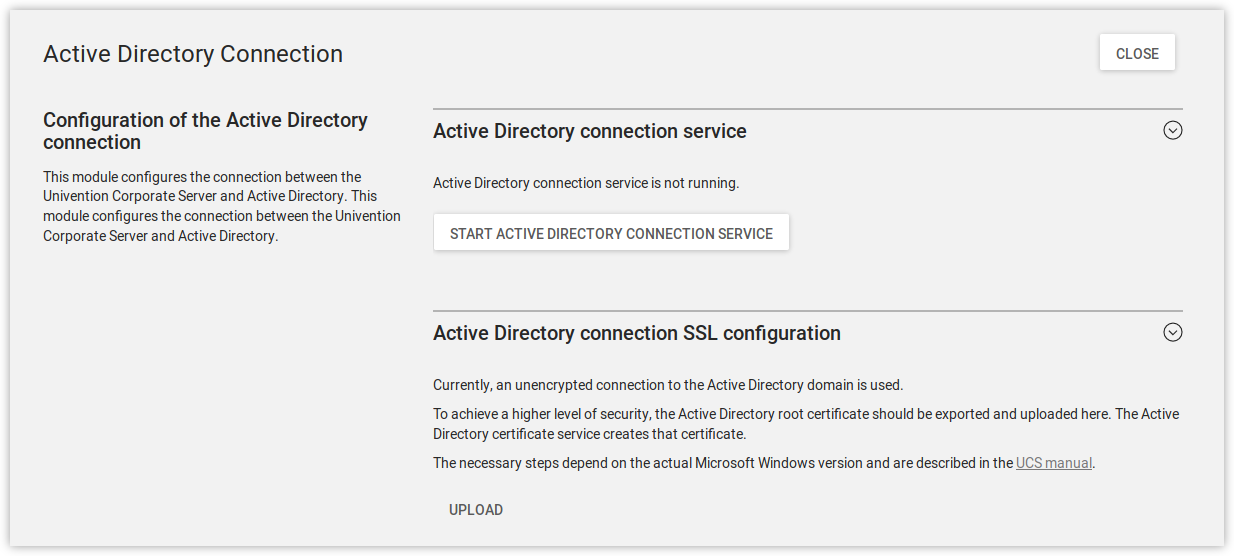 Active Directory Connection
CLOSE
Configuration of the Active Directory
connection
This module configures the connection between the
Univention Corporate Server and Active Directory. This
module configures the connection between the Univention
Corporate Server and Active Directory.
Active Directory connection service
Active Directory connection service is not running.
START ACTIVE DIRECTORY CONNECTION SERVICE
Active Directory connection SSL configuration
Currently, an unencrypted connection to the Active Directory domain is used.
To achieve a higher level of security, the Active Directory root certificate should be exported and uploaded here. The Active
Directory certificate service creates that certificate.
The necessary steps depend on the actual Microsoft Windows version and are described in the UCS manual.
UPLOAD